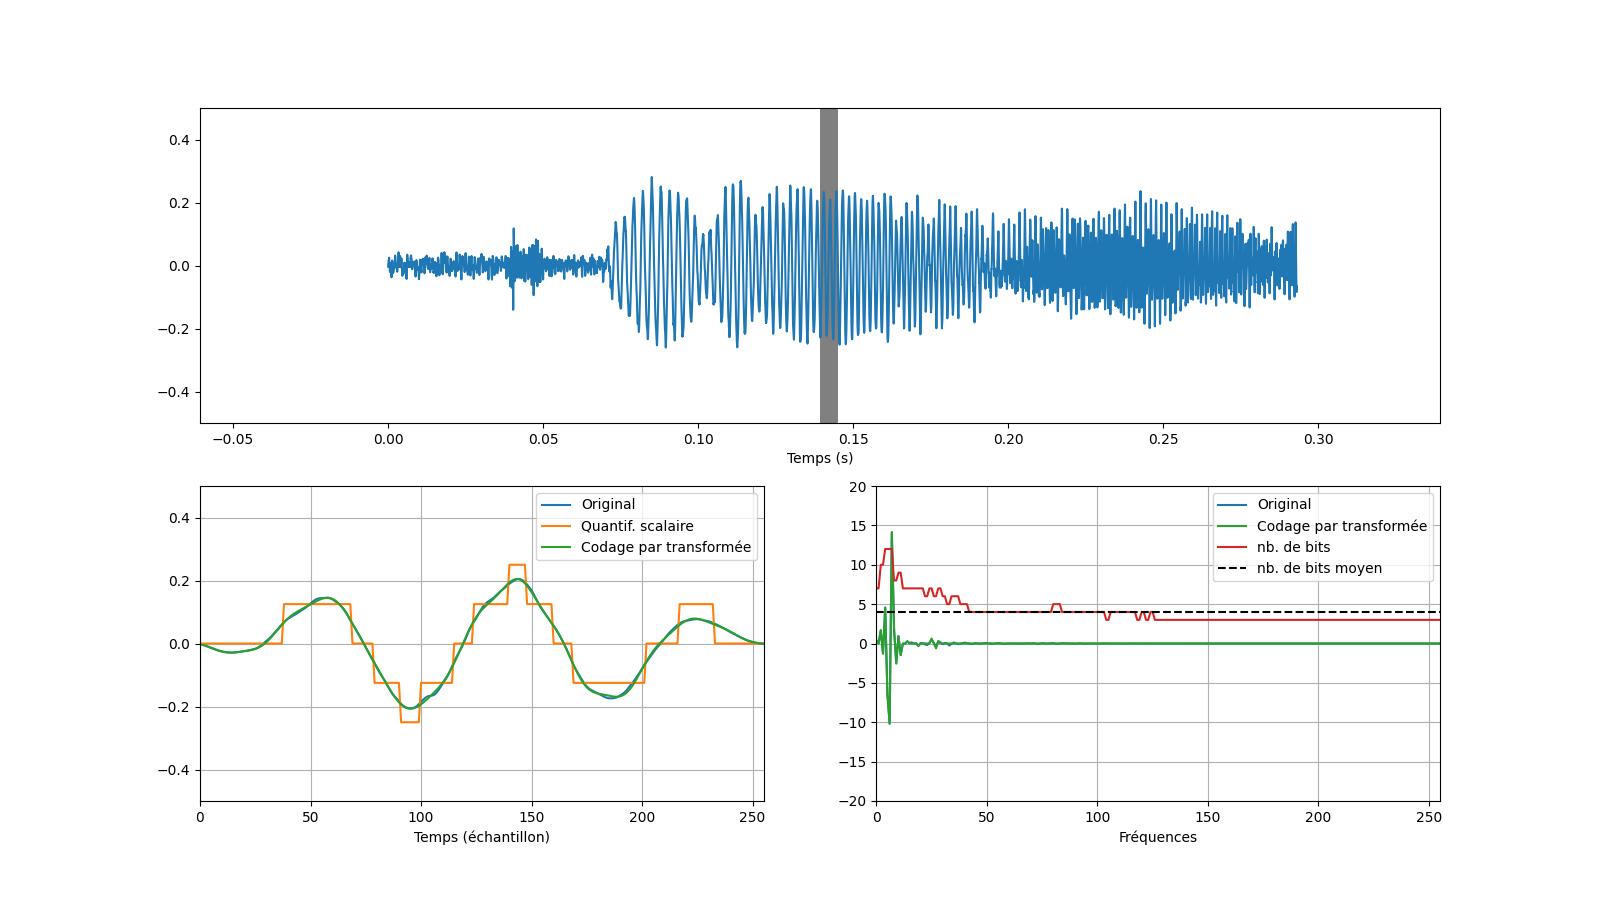 0.4
0.2
0.0
−0.2
−0.4
−0.05 0.00 0.05 0.10 0.15 0.20 0.25 0.30
Temps (s)
0.4
0.2
0.0
−0.2
−0.4
0 50 100 150 200 250
Temps (échantillon)
Original
Quantif. scalaire
Codage par transformée
20
15
10
5
0
−5
−10
−15
−20
0 50 100 150 200 250
Fréquences
Original
Codage par transformée
nb. de bits
nb. de bits moyen